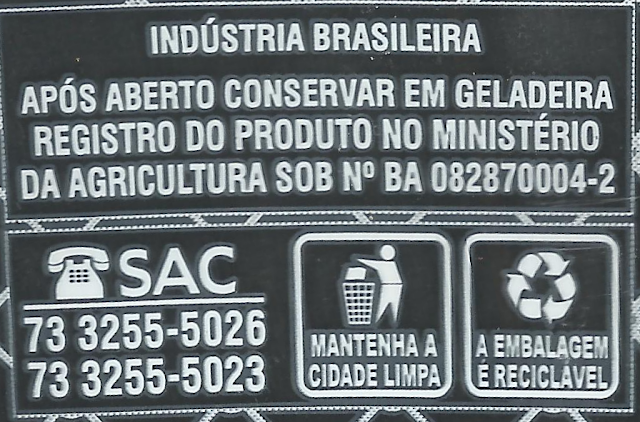 INDÚSTRIA BRASILEIRA
APÓS ABERTO CONSERVAR EM GELADEIRA
REGISTRO DO PRODUTO NO MINISTÉRIO
DA AGRICULTURA SOB Nº BA 082870004-2
SAC
73 3255-5026
73 3255-5023
MANTENHA A
CIDADE LIMPA
A EMBALAGEM
É RECICLÁVEL